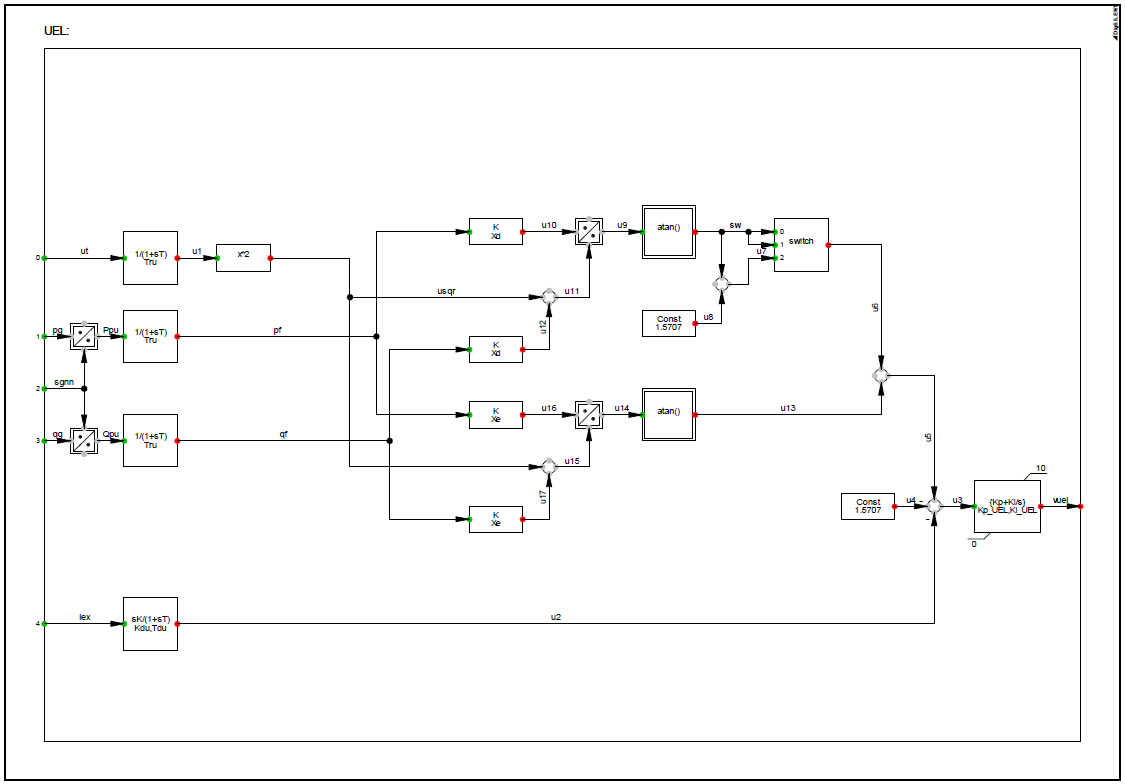 UEL:
DIgSILENT
0
ut
1/(1+sT)
Tru
u1
x^2
K
Xd
u10
u9
atan()
sw
0
1
2
switch
u7
usqr
u11
u12
Const
1.5707
u8
u6
1
pg
Ppu
1/(1+sT)
Tru
pf
K
Xd
2
sgnn
K
Xe
u16
u14
atan()
u13
3
qg
Qpu
1/(1+sT)
Tru
qf
u15
u17
u5
K
Xe
Const
1.5707
u4
-
-
u3
10
{Kp+Ki/s}
Kp_UEL,Ki_UEL
0
vuel
4
Iex
sK/(1+sT)
Kdu,Tdu
u2